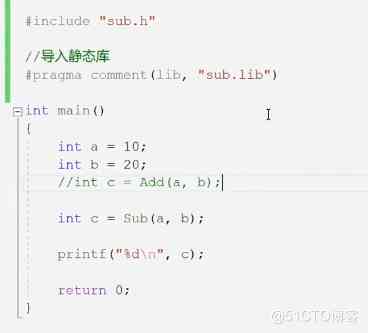 #include "sub.h"
//导入静态库
#pragma comment(lib, "sub.lib")
int main()
{
int a = 10;
int b = 20;
//int c = Add(a, b);
int c = Sub(a, b);
printf("%d\n", c);
return 0;
}
@51CTO博客